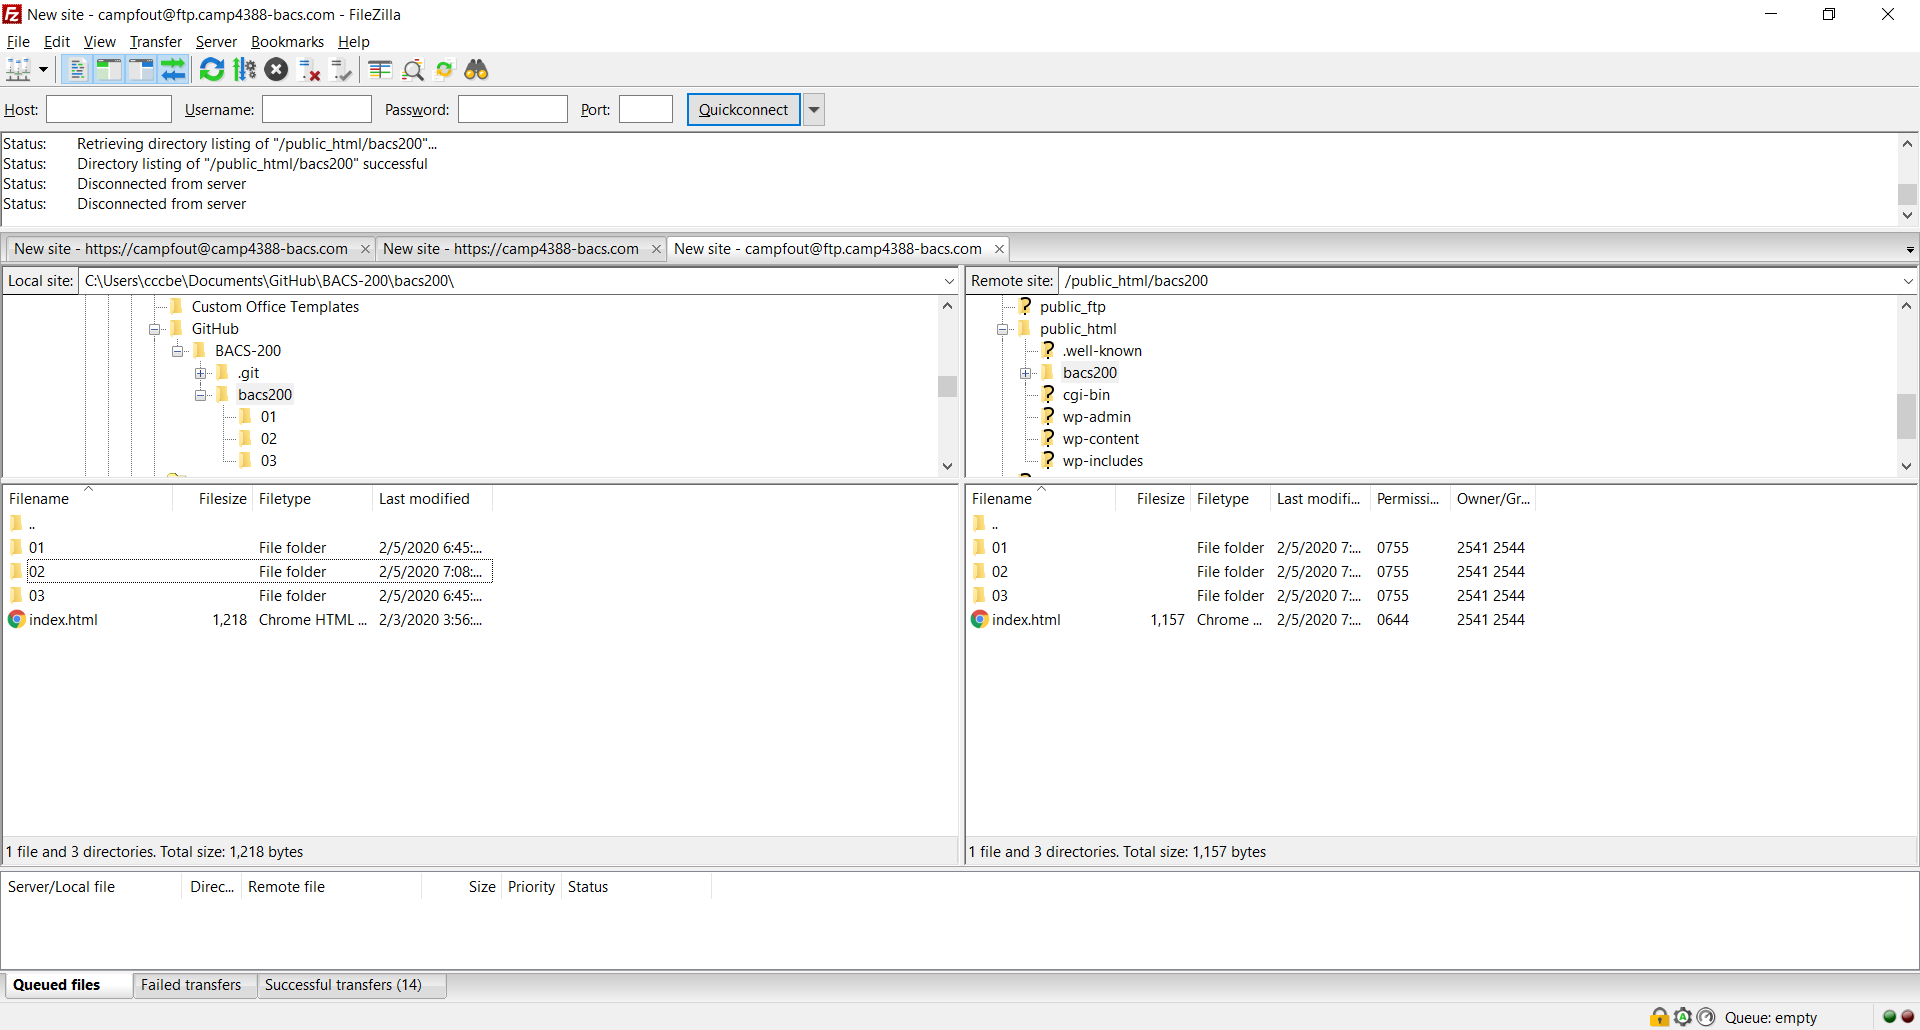 New site - campfout@ftp.camp4388-bacs.com - FileZilla
File Edit View Transfer Server Bookmarks Help
Host: Username: Password: Port: Quickconnect
Status: Retrieving directory listing of "/public_html/bacs200"...
Status: Directory listing of "/public_html/bacs200" successful
Status: Disconnected from server
Status: Disconnected from server
New site - https://campfout@camp4388-bacs.com New site - https://camp4388-bacs.com New site - campfout@ftp.camp4388-bacs.com
Local site: C:\Users\cccbe\Documents\GitHub\BACS-200\bacs200\
Custom Office Templates
GitHub
BACS-200
.git
bacs200
01
02
03
Filename Filesize Filetype Last modified
..
01 File folder 2/5/2020 6:45:...
02 File folder 2/5/2020 7:08:...
03 File folder 2/5/2020 6:45:...
index.html 1,218 Chrome HTML ... 2/3/2020 3:56:...
1 file and 3 directories. Total size: 1,218 bytes
Remote site: /public_html/bacs200
public_ftp
public_html
.well-known
bacs200
cgi-bin
wp-admin
wp-content
wp-includes
Filename Filesize Filetype Last modifi... Permissi... Owner/Gr...
..
01 File folder 2/5/2020 7:... 0755 2541 2544
02 File folder 2/5/2020 7:... 0755 2541 2544
03 File folder 2/5/2020 7:... 0755 2541 2544
index.html 1,157 Chrome ... 2/5/2020 7:... 0644 2541 2544
1 file and 3 directories. Total size: 1,157 bytes
Server/Local file Direc... Remote file Size Priority Status
Queued files Failed transfers Successful transfers (14)
Queue: empty